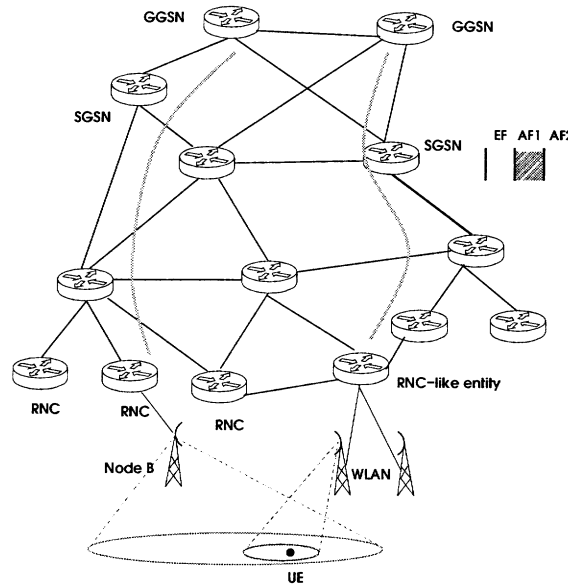 GGSN
GGSN
SGSN
SGSN
EF AF1 AF2
RNC-like entity
RNC
RNC
RNC
Node B
WLAN
UE